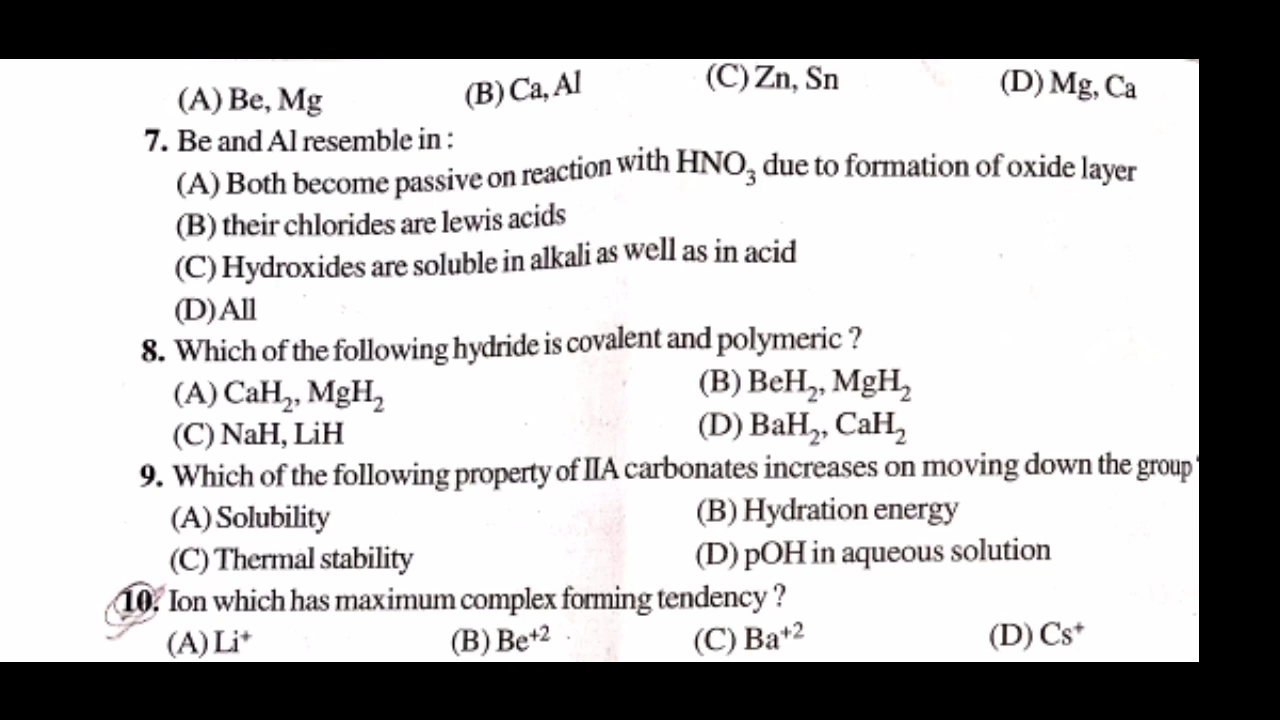 (A) Be, Mg (B) Ca, Al (C) Zn, Sn (D) Mg, Ca
7. Be and Al resemble in :
(A) Both become passive on reaction with HNO₃ due to formation of oxide layer
(B) their chlorides are lewis acids
(C) Hydroxides are soluble in alkali as well as in acid
(D) All
8. Which of the following hydride is covalent and polymeric ?
(A) CaH₂, MgH₂ (B) BeH₂, MgH₂
(C) NaH, LiH (D) BaH₂, CaH₂
9. Which of the following property of IIA carbonates increases on moving down the group
(A) Solubility (B) Hydration energy
(C) Thermal stability (D) pOH in aqueous solution
10. Ion which has maximum complex forming tendency ?
(A) Li⁺ (B) Be⁺² (C) Ba⁺² (D) Cs⁺